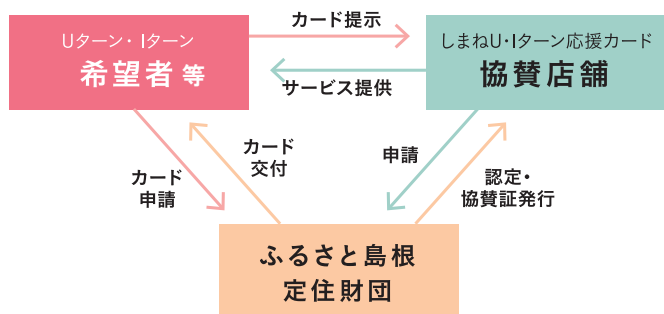 カード提示
Uターン・Iターン
希望者 等
しまねU・Iターン応援カード
協賛店舗
サービス提供
カード
申請
カード
交付
申請
認定・
協賛証発行
ふるさと島根
定住財団